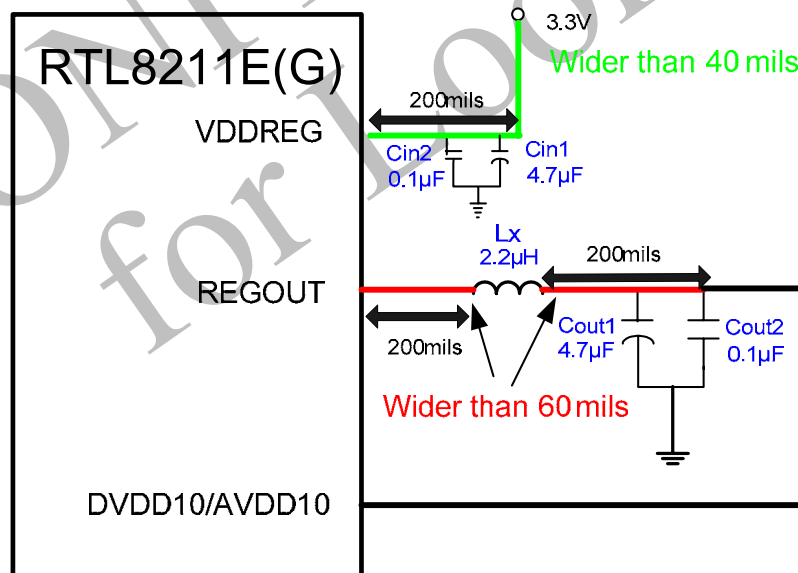 RTL8211E(G)
3.3V
Wider than 40 mils
200mils
VDDREG
Cin2
0.1µF
Cin1
4.7µF
Lx
2.2µH
200mils
REGOUT
200mils
Cout1
4.7µF
Cout2
0.1µF
Wider than 60 mils
DVDD10/AVDD10
for